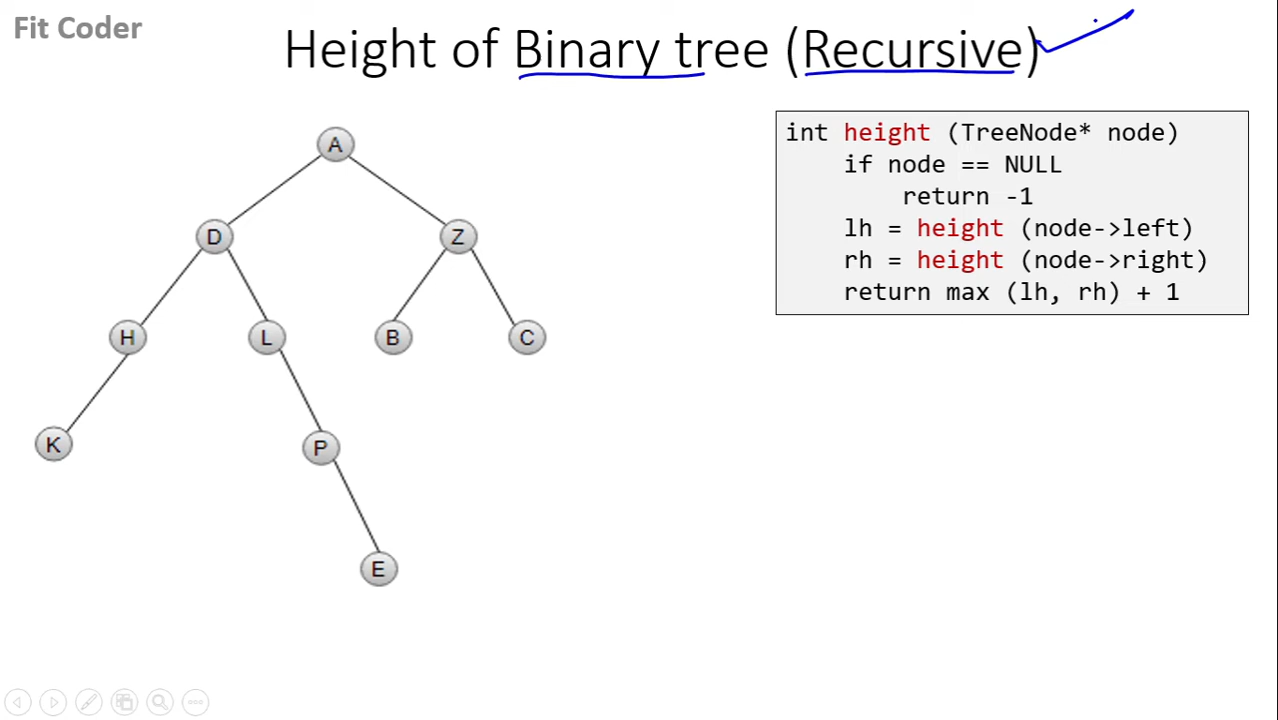 Fit Coder
Height of Binary tree (Recursive)
A
D
Z
H
L
B
C
K
P
E
int height (TreeNode* node)
    if node == NULL
        return -1
    lh = height (node->left)
    rh = height (node->right)
    return max (lh, rh) + 1